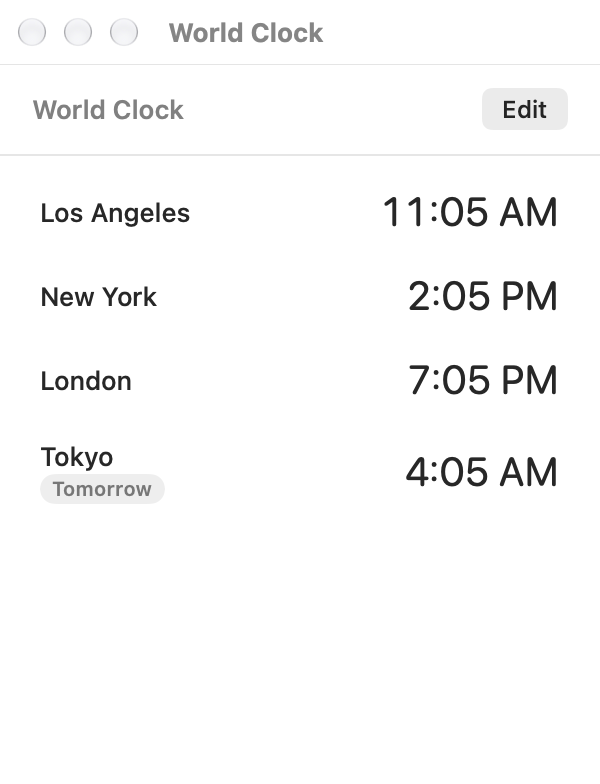 World Clock
World Clock
Edit
Los Angeles
11:05 AM
New York
2:05 PM
London
7:05 PM
Tokyo
4:05 AM
Tomorrow